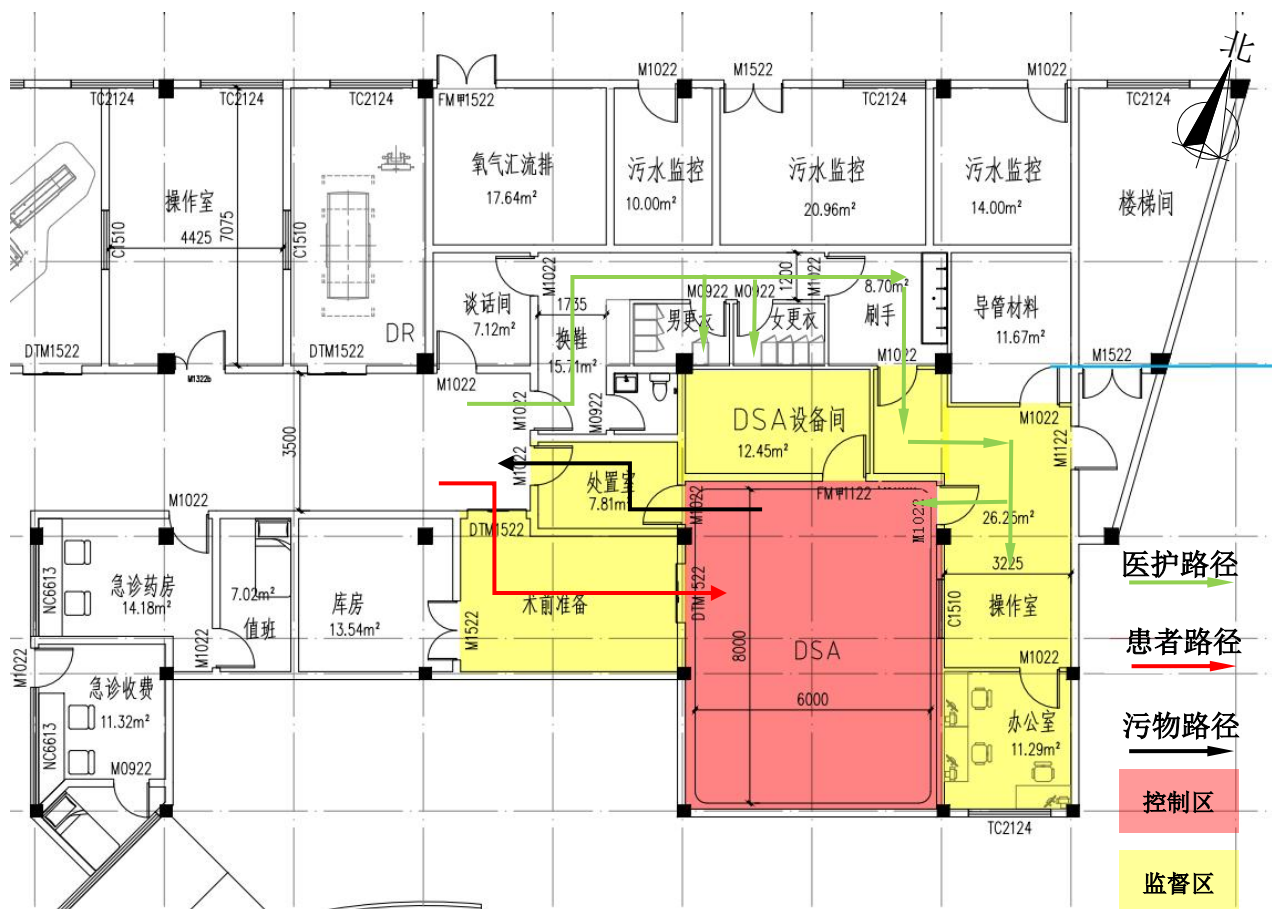 北
M1022
M1522
M1022
TC2124
TC2124
TC2124
FM甲1522
TC2124
TC2124
氧气汇流排
17.64m²
污水监控
10.00m²
污水监控
20.96m²
污水监控
14.00m²
楼梯间
操作室
4425
7075
C1510
C1510
DR
谈话间
7.12m²
M1022
1735
换鞋
15.71m²
M0922
M0922
1200
M1022
男更衣
女更衣
8.70m²
刷手
导管材料
11.67m²
DTM1522
M1322b
DTM1522
M1022
M1022
M1522
M1022
M0922
DSA设备间
12.45m²
M1022
M1122
3500
M1022
处置室
7.81m²
M1022
FM甲1122
M1022
26.25m²
3225
M1022
DTM1522
NC6613
急诊药房
14.18m²
7.02m²
值班
M1022
库房
13.54m²
M1522
术前准备
DTM1522
8000
DSA
6000
C1510
操作室
M1022
办公室
11.29m²
TC2124
M1022
急诊收费
11.32m²
NC6613
M0922
医护路径
患者路径
污物路径
控制区
监督区